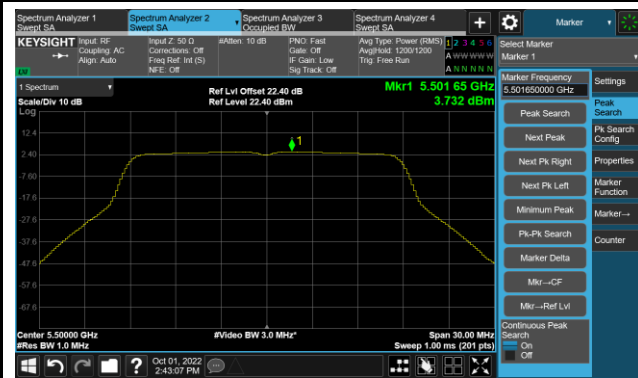 Spectrum Analyzer 1
Swept SA
Spectrum Analyzer 2
Swept SA
Spectrum Analyzer 3
Occupied BW
Spectrum Analyzer 4
Swept SA
+
Marker
KEYSIGHT
Input: RF
Coupling: AC
Align: Auto
Input Z: 50 Ω
Corrections: Off
Freq Ref: Int (S)
NFE: Off
#Atten: 10 dB
PNO: Fast
Gate: Off
IF Gain: Low
Sig Track: Off
Avg Type: Power (RMS)
Avg|Hold: 1200/1200
Trig: Free Run
1 2 3 4 5 6
A W W W W W
A N N N N N
LXI
Select Marker
Marker 1
1 Spectrum
Scale/Div 10 dB
Ref Lvl Offset 22.40 dB
Ref Level 22.40 dBm
Mkr1 5.501 65 GHz
3.732 dBm
Log
12.4
2.40
-7.60
-17.6
-27.6
-37.6
-47.6
-57.6
-67.6
1
Center 5.50000 GHz
#Res BW 1.0 MHz
#Video BW 3.0 MHz*
Span 30.00 MHz
Sweep 1.00 ms (201 pts)
Marker Frequency
5.501650000 GHz
Peak Search
Next Peak
Next Pk Right
Next Pk Left
Minimum Peak
Pk-Pk Search
Marker Delta
Mkr→CF
Mkr→Ref Lvl
Continuous Peak
Search
On
Off
Settings
Peak
Search
Pk Search
Config
Properties
Marker
Function
Marker→
Counter
?
Oct 01, 2022
2:43:07 PM